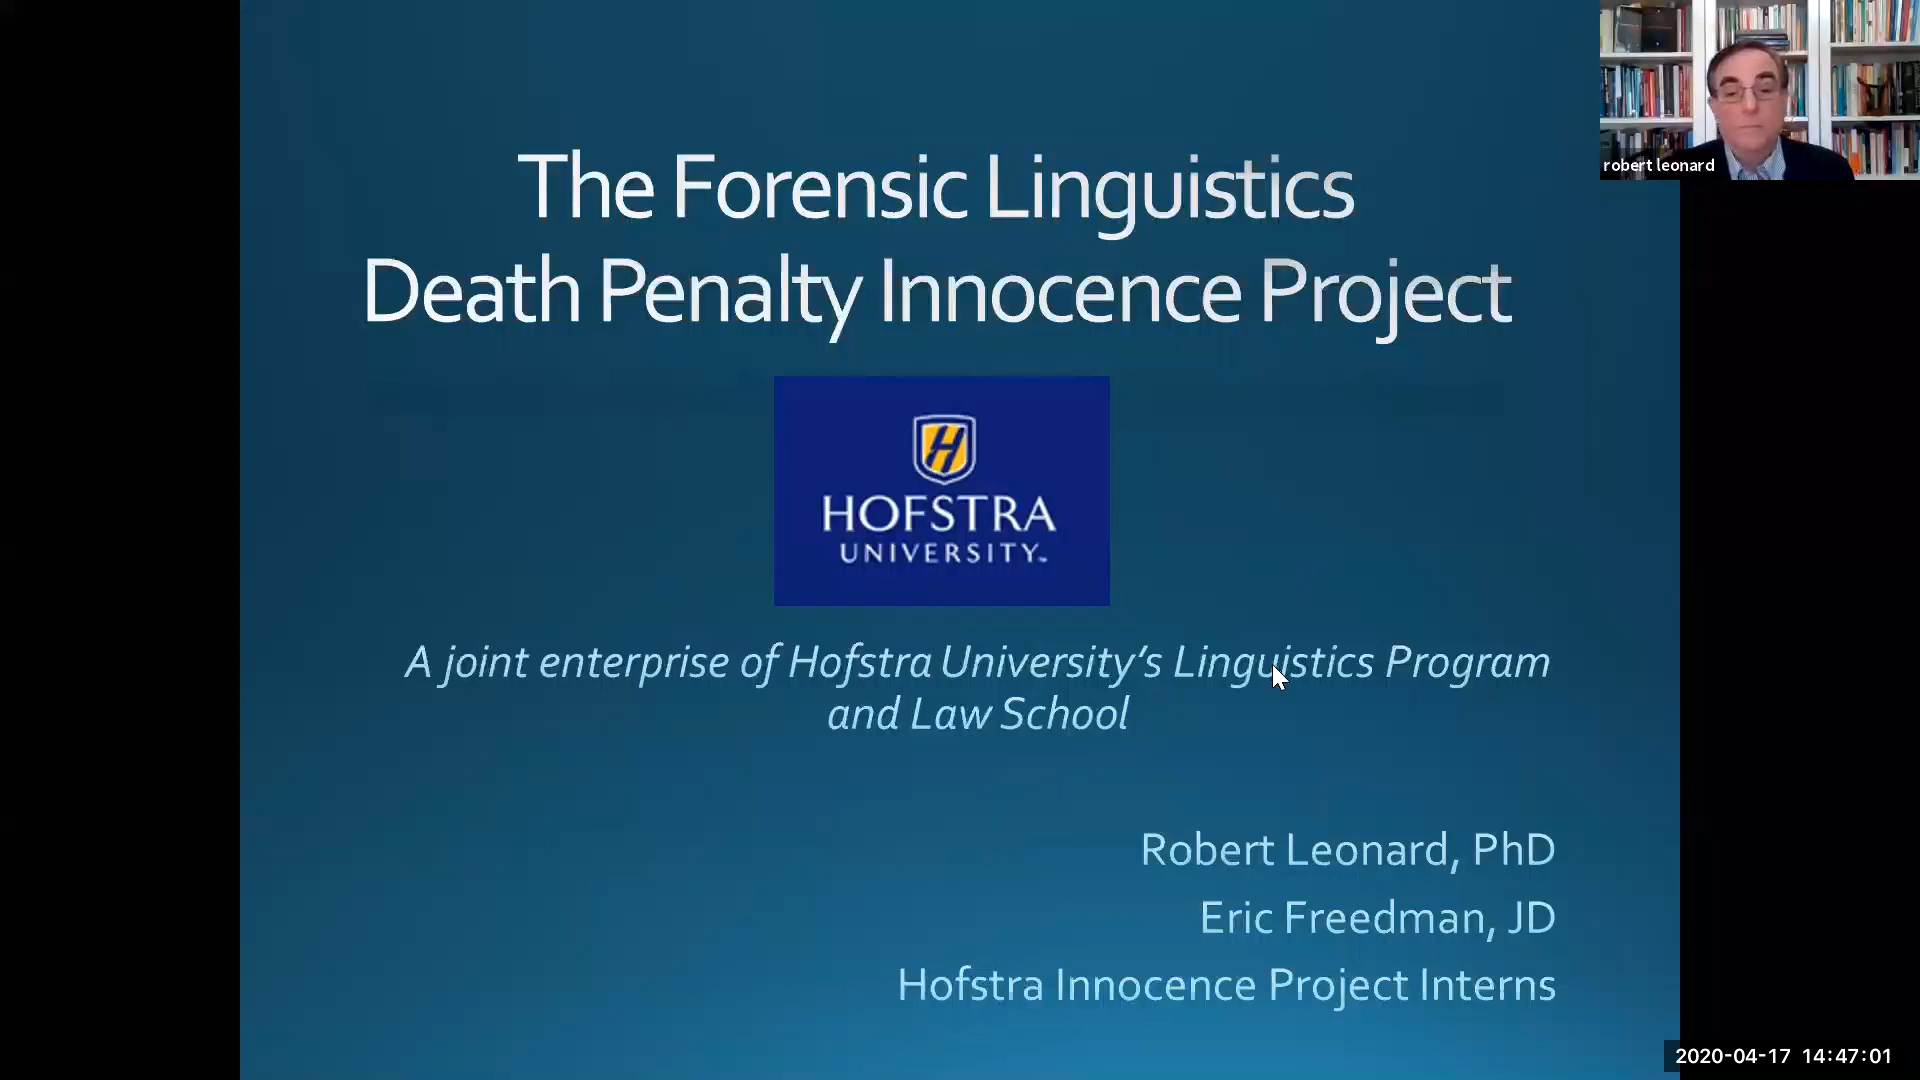 The Forensic Linguistics
Death Penalty Innocence Project
H
HOFSTRA
UNIVERSITY™
A joint enterprise of Hofstra University’s Linguistics Program
and Law School
Robert Leonard, PhD
Eric Freedman, JD
Hofstra Innocence Project Interns
robert leonard
2020-04-17 14:47:01